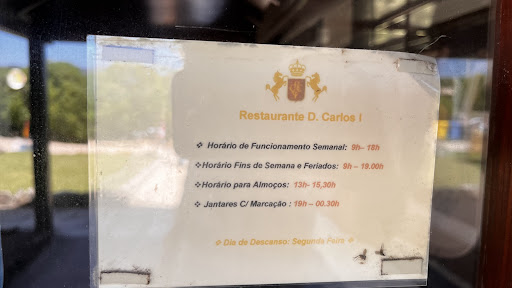 Restaurante D. Carlos I
❖ Horário de Funcionamento Semanal: 9h – 18h
❖Horário Fins de Semana e Feriados: 9h – 19.00h
❖Horário para Almoços: 13h- 15,30h
❖ Jantares C/ Marcação : 19h – 00.30h
❖ Dia de Descanso: Segunda Feira ❖